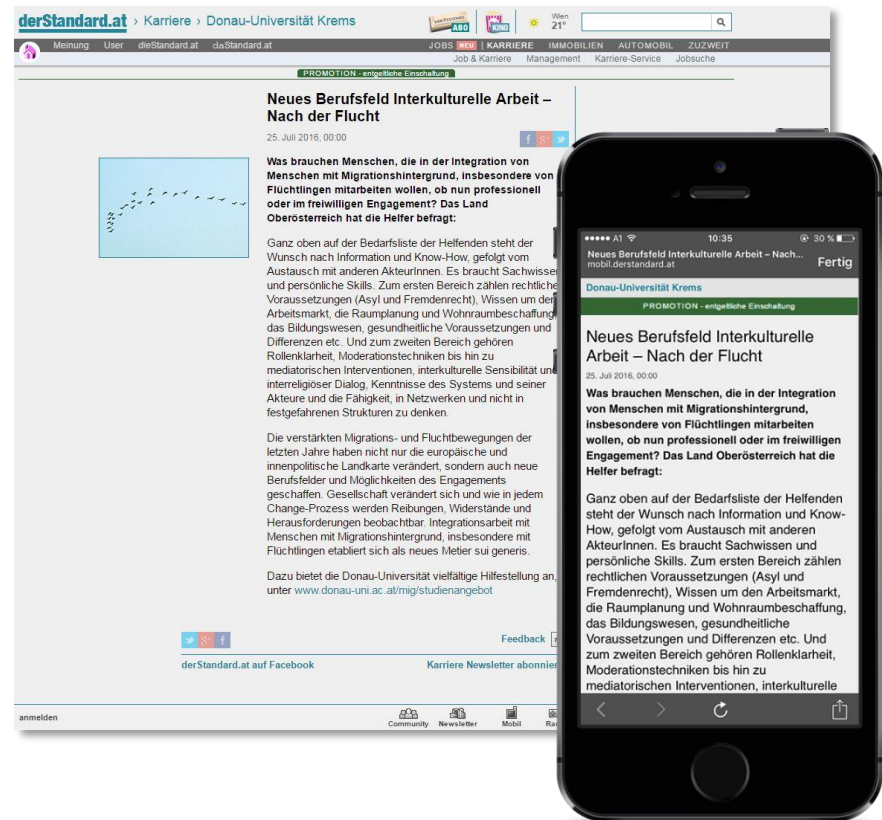 derStandard.at › Karriere › Donau-Universität Krems
DERSTANDARD ABO
KINO
Wien
21°
Meinung User dieStandard.at daStandard.at
JOBS NEU | KARRIERE IMMOBILIEN AUTOMOBIL ZUZWEIT
Job & Karriere Management Karriere-Service Jobsuche
PROMOTION - entgeltliche Einschaltung
Neues Berufsfeld Interkulturelle Arbeit –
Nach der Flucht
25. Juli 2016, 00:00
Was brauchen Menschen, die in der Integration von
Menschen mit Migrationshintergrund, insbesondere von
Flüchtlingen mitarbeiten wollen, ob nun professionell
oder im freiwilligen Engagement? Das Land
Oberösterreich hat die Helfer befragt:
Ganz oben auf der Bedarfsliste der Helfenden steht der
Wunsch nach Information und Know-How, gefolgt vom
Austausch mit anderen AkteurInnen. Es braucht Sachwissen
und persönliche Skills. Zum ersten Bereich zählen rechtliche
Voraussetzungen (Asyl und Fremdenrecht), Wissen um den
Arbeitsmarkt, die Raumplanung und Wohnraumbeschaffung,
das Bildungswesen, gesundheitliche Voraussetzungen und
Differenzen etc. Und zum zweiten Bereich gehören
Rollenklarheit, Moderationstechniken bis hin zu
mediatorischen Interventionen, interkulturelle Sensibilität und
interreligiöser Dialog, Kenntnisse des Systems und seiner
Akteure und die Fähigkeit, in Netzwerken und nicht in
festgefahrenen Strukturen zu denken.
Die verstärkten Migrations- und Fluchtbewegungen der
letzten Jahre haben nicht nur die europäische und
innenpolitische Landkarte verändert, sondern auch neue
Berufsfelder und Möglichkeiten des Engagements
geschaffen. Gesellschaft verändert sich und wie in jedem
Change-Prozess werden Reibungen, Widerstände und
Herausforderungen beobachtbar. Integrationsarbeit mit
Menschen mit Migrationshintergrund, insbesondere mit
Flüchtlingen etabliert sich als neues Metier sui generis.
Dazu bietet die Donau-Universität vielfältige Hilfestellung an,
unter www.donau-uni.ac.at/mig/studienangebot
Feedback
derStandard.at auf Facebook
Karriere Newsletter abonnier
anmelden
Community Newsletter Mobil Ra
A1 10:35 30 %
Neues Berufsfeld Interkulturelle Arbeit – Nach...
mobil.derstandard.at
Fertig
Donau-Universität Krems
PROMOTION - entgeltliche Einschaltung
Neues Berufsfeld Interkulturelle
Arbeit – Nach der Flucht
25. Juli 2016, 00:00
Was brauchen Menschen, die in der Integration
von Menschen mit Migrationshintergrund,
insbesondere von Flüchtlingen mitarbeiten
wollen, ob nun professionell oder im freiwilligen
Engagement? Das Land Oberösterreich hat die
Helfer befragt:
Ganz oben auf der Bedarfsliste der Helfenden
steht der Wunsch nach Information und Know-
How, gefolgt vom Austausch mit anderen
AkteurInnen. Es braucht Sachwissen und
persönliche Skills. Zum ersten Bereich zählen
rechtlichen Voraussetzungen (Asyl und
Fremdenrecht), Wissen um den Arbeitsmarkt,
die Raumplanung und Wohnraumbeschaffung,
das Bildungswesen, gesundheitliche
Voraussetzungen und Differenzen etc. Und
zum zweiten Bereich gehören Rollenklarheit,
Moderationstechniken bis hin zu
mediatorischen Interventionen, interkulturelle